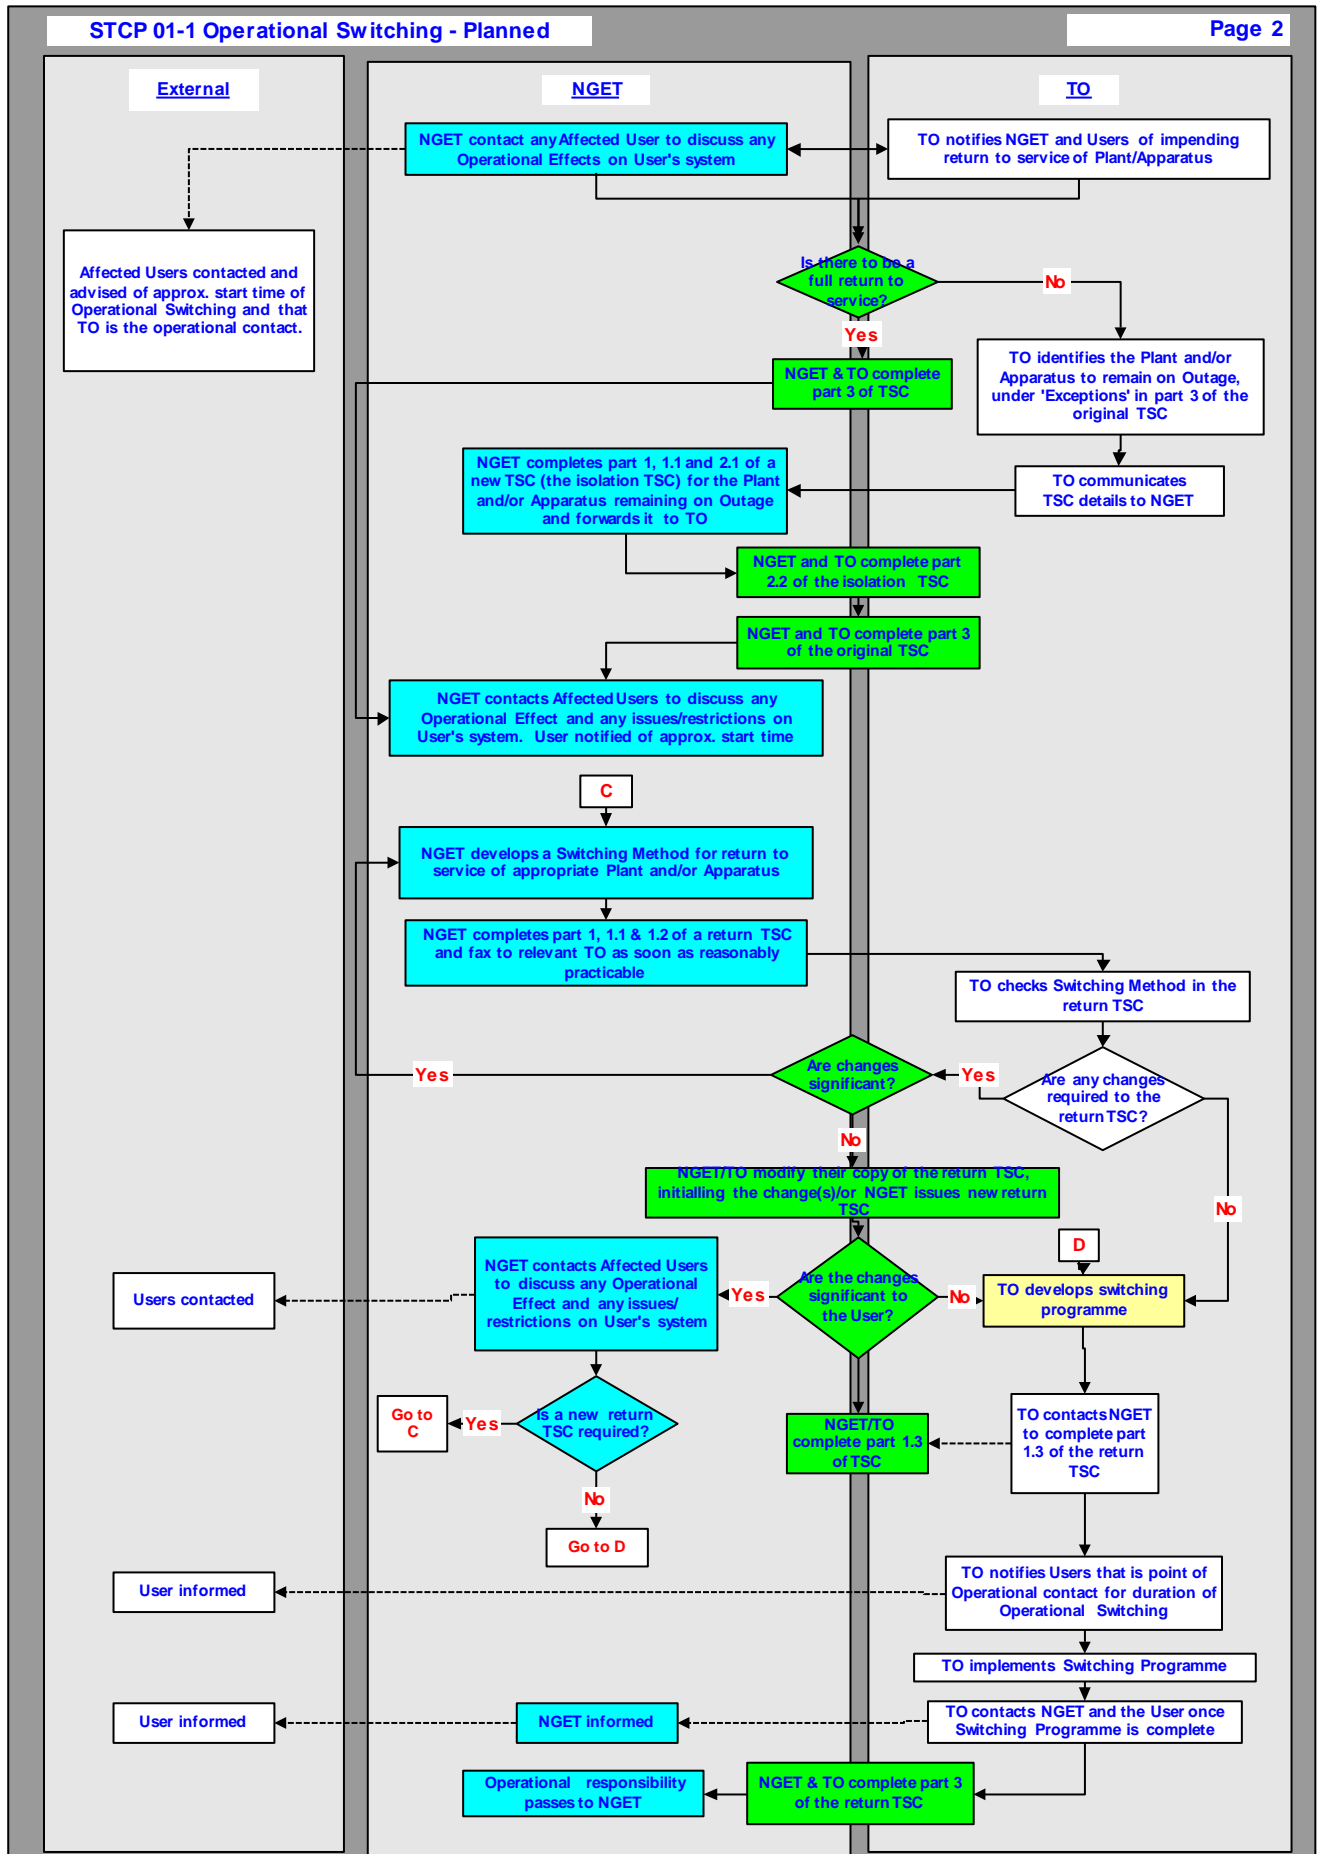 STCP 01-1 Operational Switching - Planned
Page 2
External
NGET
TO
NGET contact any Affected User to discuss any
Operational Effects on User's system
TO notifies NGET and Users of impending
return to service of Plant/Apparatus
Affected Users contacted and
advised of approx. start time of
Operational Switching and that
TO is the operational contact.
Is there to be a
full return to
service?
No
Yes
NGET & TO complete
part 3 of TSC
TO identifies the Plant and/or
Apparatus to remain on Outage,
under 'Exceptions' in part 3 of the
original TSC
NGET completes part 1, 1.1 and 2.1 of a
new TSC (the isolation TSC) for the Plant
and/or Apparatus remaining on Outage
and forwards it to TO
TO communicates
TSC details to NGET
NGET and TO complete part
2.2 of the isolation TSC
NGET and TO complete part 3
of the original TSC
NGET contacts Affected Users to discuss any
Operational Effect and any issues/restrictions on
User's system. User notified of approx. start time
C
NGET develops a Switching Method for return to
service of appropriate Plant and/or Apparatus
NGET completes part 1, 1.1 & 1.2 of a return TSC
and fax to relevant TO as soon as reasonably
practicable
TO checks Switching Method in the
return TSC
Are changes
significant?
Yes
Yes
Are any changes
required to the
return TSC?
No
NGET/TO modify their copy of the return TSC,
initialling the change(s)/or NGET issues new return
TSC
No
D
NGET contacts Affected Users
to discuss any Operational
Effect and any issues/
restrictions on User's system
Users contacted
Yes
Are the changes
significant to
the User?
No
TO develops switching
programme
Go to
C
Yes
Is a new return
TSC required?
NGET/TO
complete part 1.3
of TSC
TO contacts NGET
to complete part
1.3 of the return
TSC
No
Go to D
User informed
TO notifies Users that is point of
Operational contact for duration of
Operational Switching
TO implements Switching Programme
User informed
NGET informed
TO contacts NGET and the User once
Switching Programme is complete
Operational responsibility
passes to NGET
NGET & TO complete part 3
of the return TSC